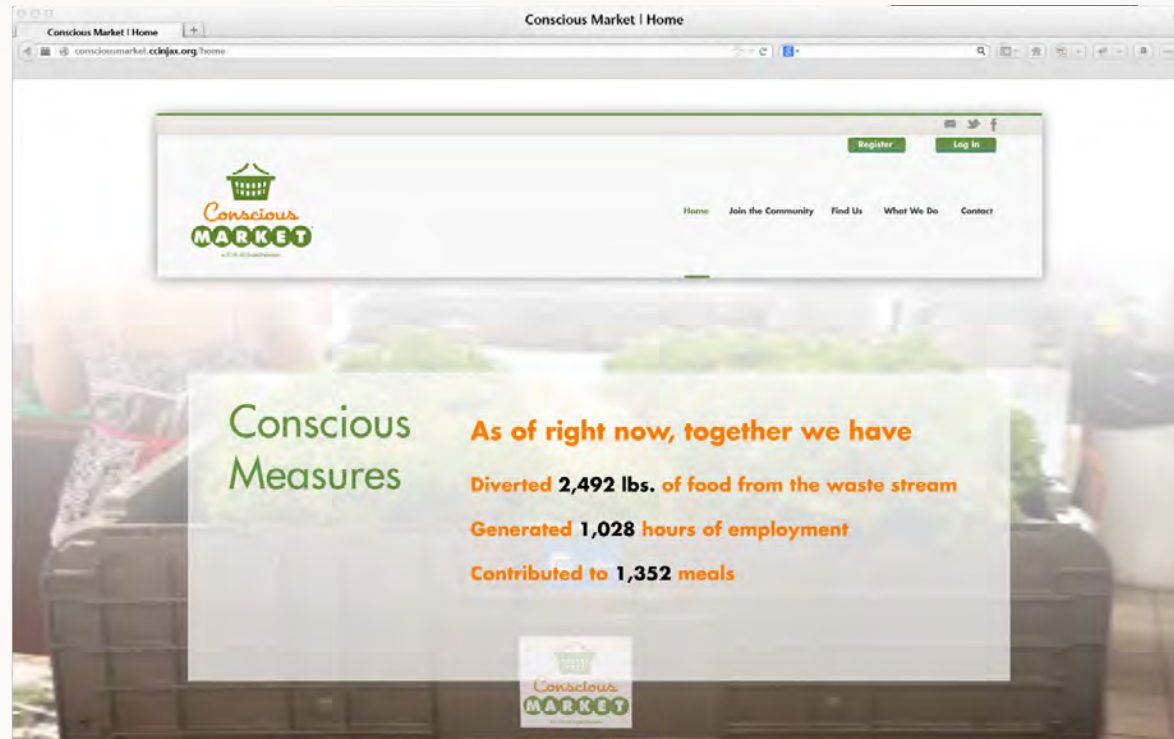 Conscious Market | Home
Conscious Market | Home
consciousmarket.ccinjax.org/home
Register
Log In
Conscious
MARKET
Home
Join the Community
Find Us
What We Do
Contact
Conscious
Measures
As of right now, together we have
Diverted 2,492 lbs. of food from the waste stream
Generated 1,028 hours of employment
Contributed to 1,352 meals
Conscious
MARKET